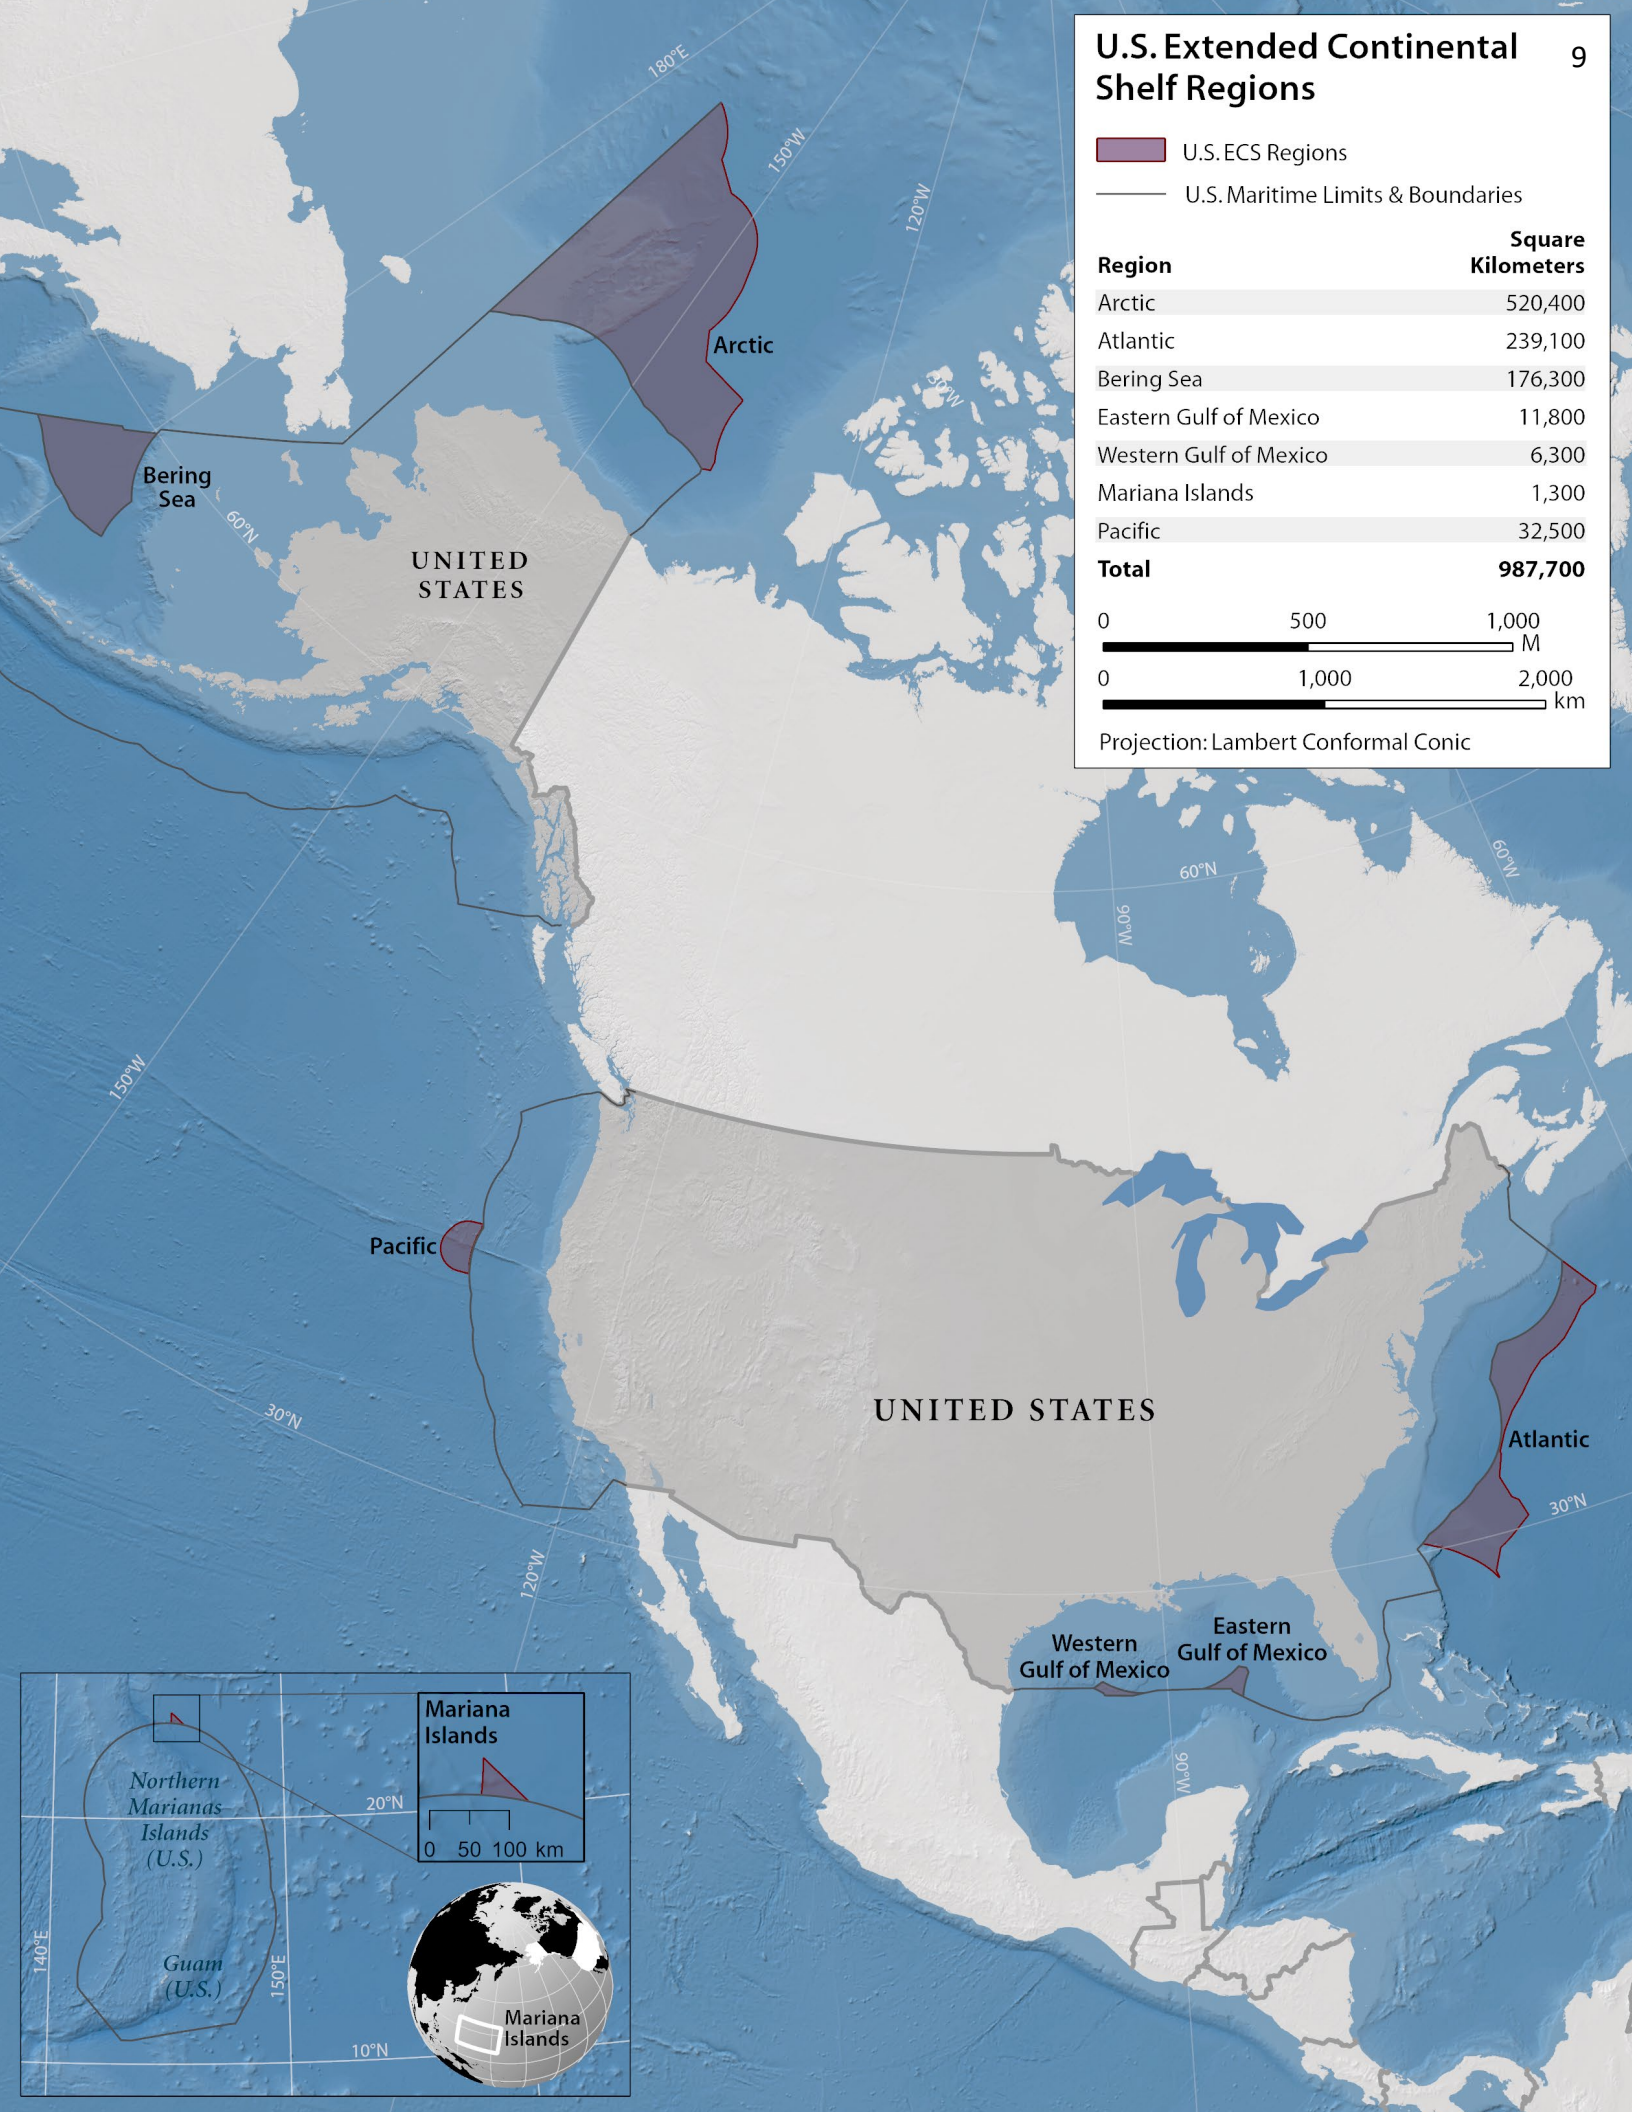 U.S. Extended Continental
Shelf Regions
9
U.S. ECS Regions
U.S. Maritime Limits & Boundaries
Region Square
Kilometers
Arctic 520,400
Atlantic 239,100
Bering Sea 176,300
Eastern Gulf of Mexico 11,800
Western Gulf of Mexico 6,300
Mariana Islands 1,300
Pacific 32,500
Total 987,700
0 500 1,000
M
0 1,000 2,000
km
Projection: Lambert Conformal Conic
180°E
150°W
120°W
90°W
Arctic
Bering
Sea
60°N
UNITED
STATES
60°N
60°W
90°W
150°W
Pacific
30°N
UNITED STATES
Atlantic
30°N
120°W
Western
Gulf of Mexico
Eastern
Gulf of Mexico
90°W
Mariana
Islands
0 50 100 km
Northern
Marianas
Islands
(U.S.)
20°N
Guam
(U.S.)
140°E
150°E
10°N
Mariana
Islands